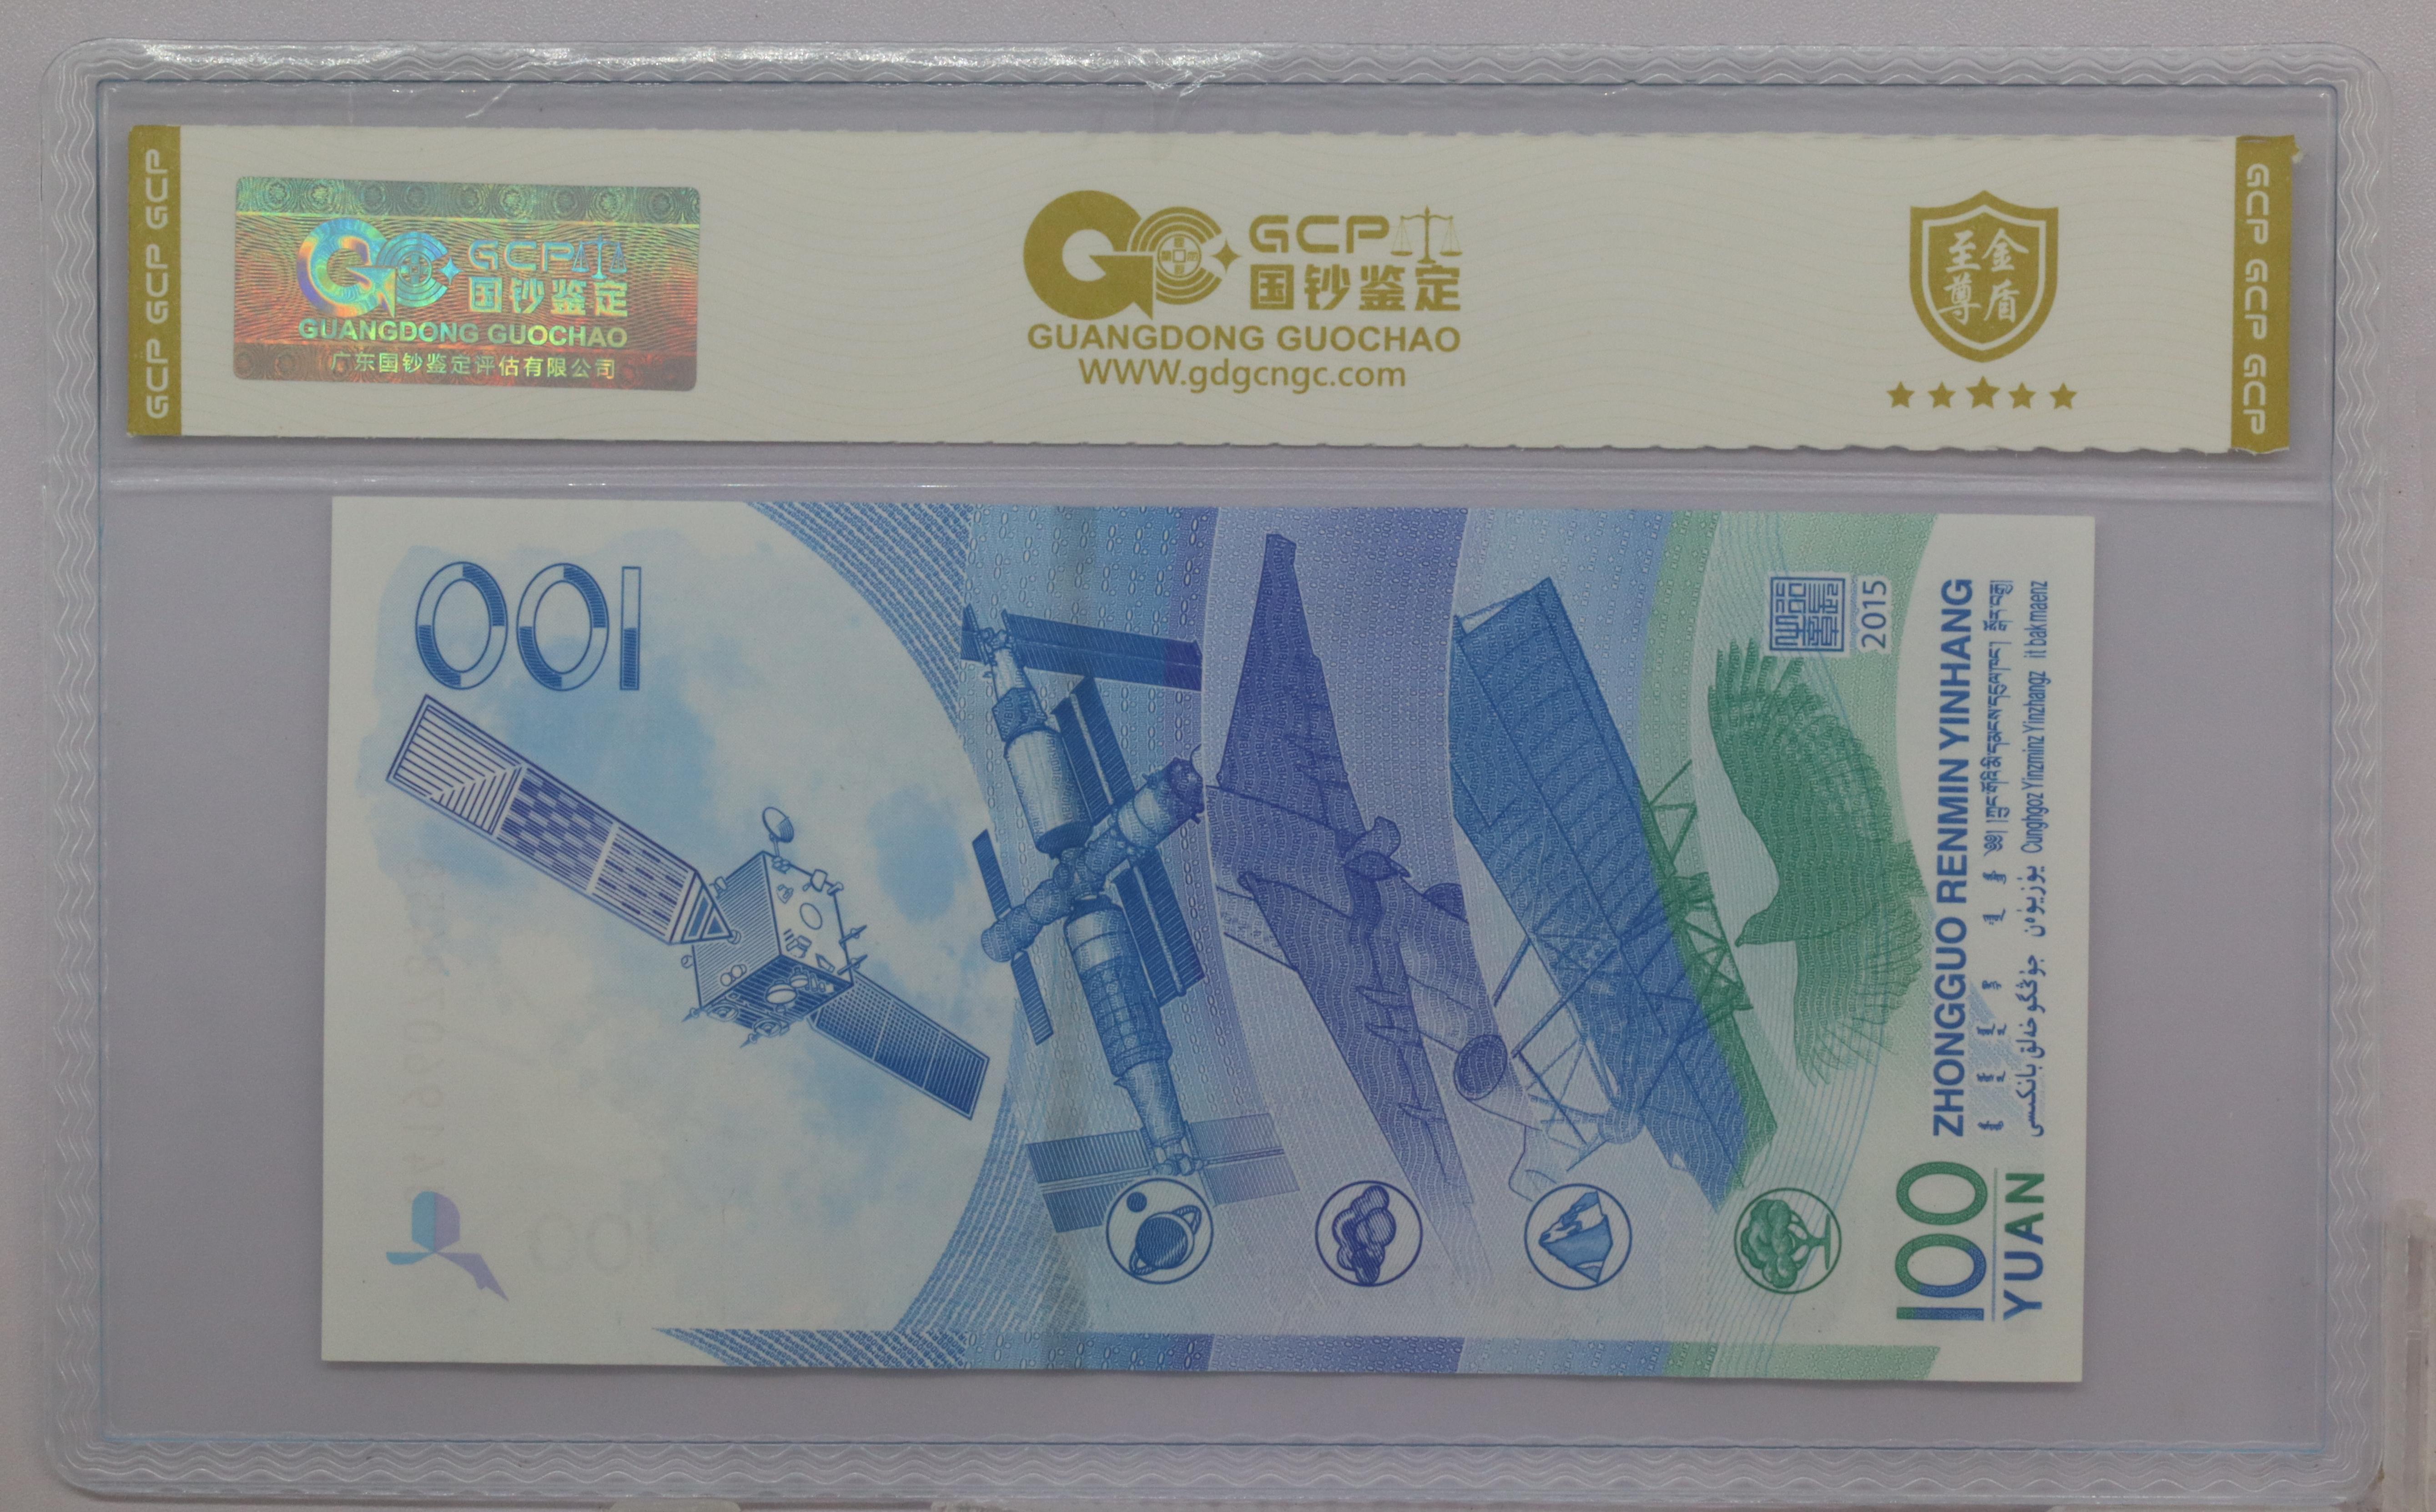 GCP GCP GCP
GCP
国钞鉴定
GUANGDONG GUOCHAO
广东国钞鉴定评估有限公司
GCP
国钞鉴定
GUANGDONG GUOCHAO
www.gdgcngc.com
至尊
金盾
GCP GCP GCP
100
2015
ZHONGGUO RENMIN YINHANG
Cunghgoz Yinzminz Yinzhangz it bakmaenz
100
YUAN